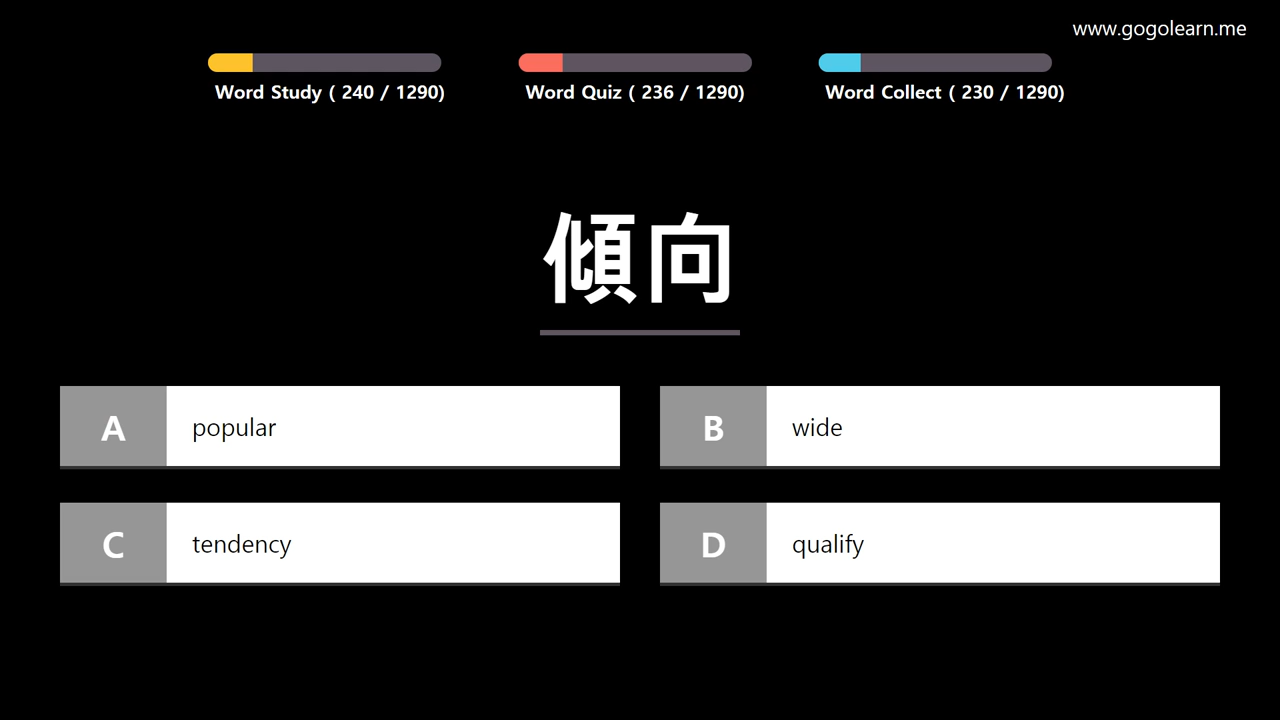 www.gogolearn.me
Word Study ( 240 / 1290)
Word Quiz ( 236 / 1290)
Word Collect ( 230 / 1290)
傾向
A popular
B wide
C tendency
D qualify